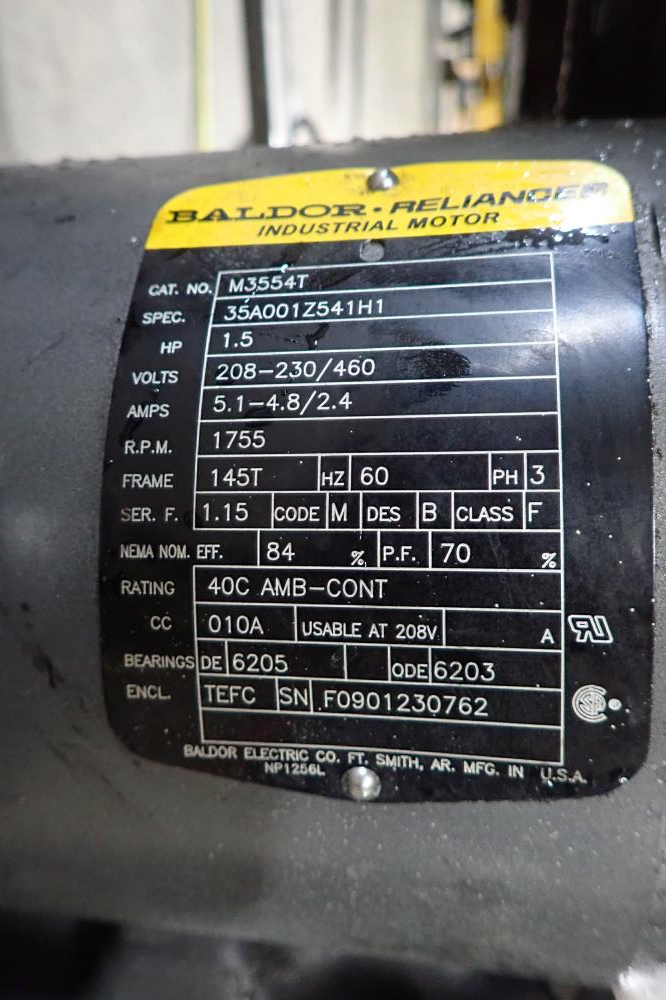 BALDOR • RELIANCER
INDUSTRIAL MOTOR
CAT. NO. M3554T
SPEC. 35A001Z541H1
HP 1.5
VOLTS 208-230/460
AMPS 5.1-4.8/2.4
R.P.M. 1755
FRAME 145T HZ 60 PH 3
SER. F. 1.15 CODE M DES B CLASS F
NEMA NOM. EFF. 84 % P.F. 70 %
RATING 40C AMB-CONT
CC 010A USABLE AT 208V A
BEARINGS DE 6205 ODE 6203
ENCL. TEFC SN F0901230762
BALDOR ELECTRIC CO. FT. SMITH, AR. MFG. IN U.S.A.
NP1256L